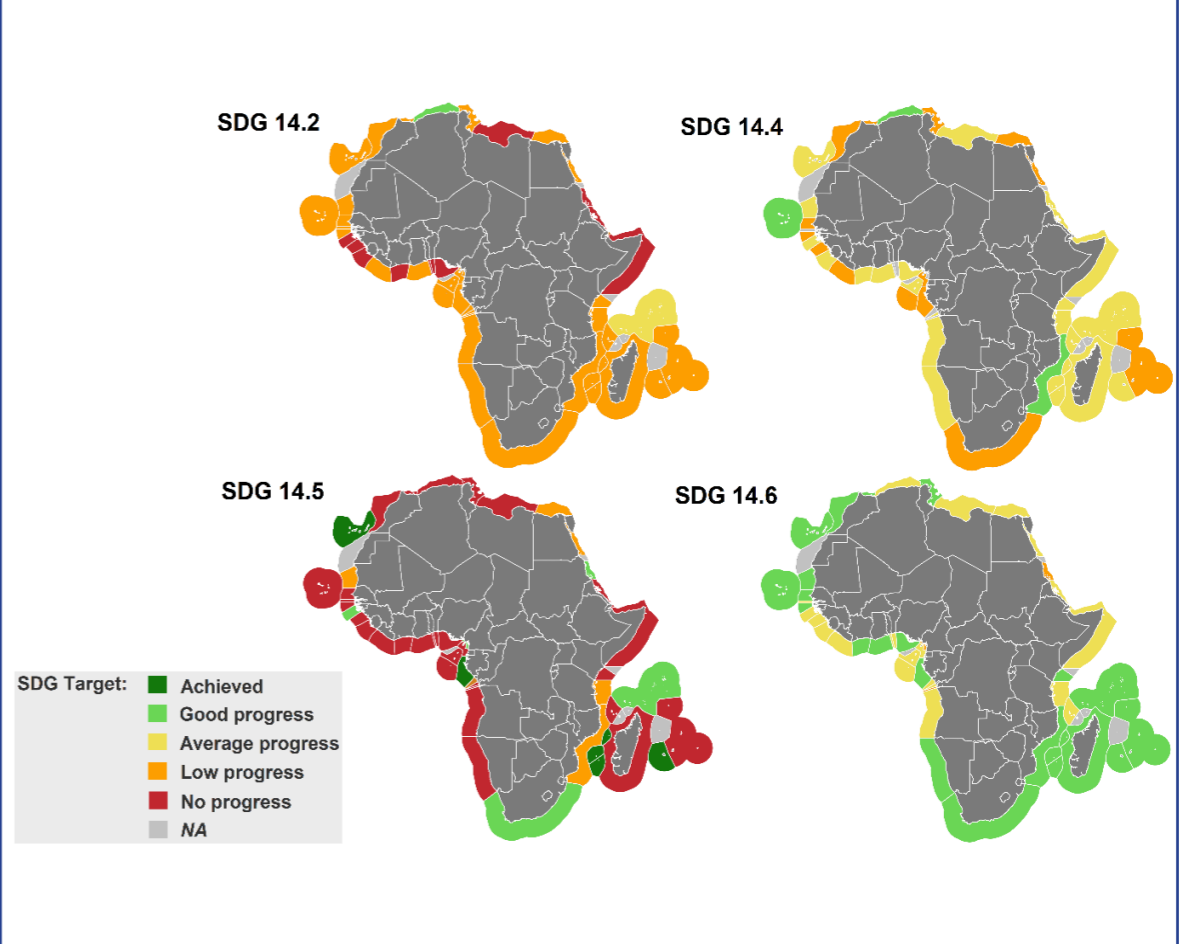 SDG 14.2
SDG 14.4
SDG 14.5
SDG 14.6
SDG Target:
Achieved
Good progress
Average progress
Low progress
No progress
NA